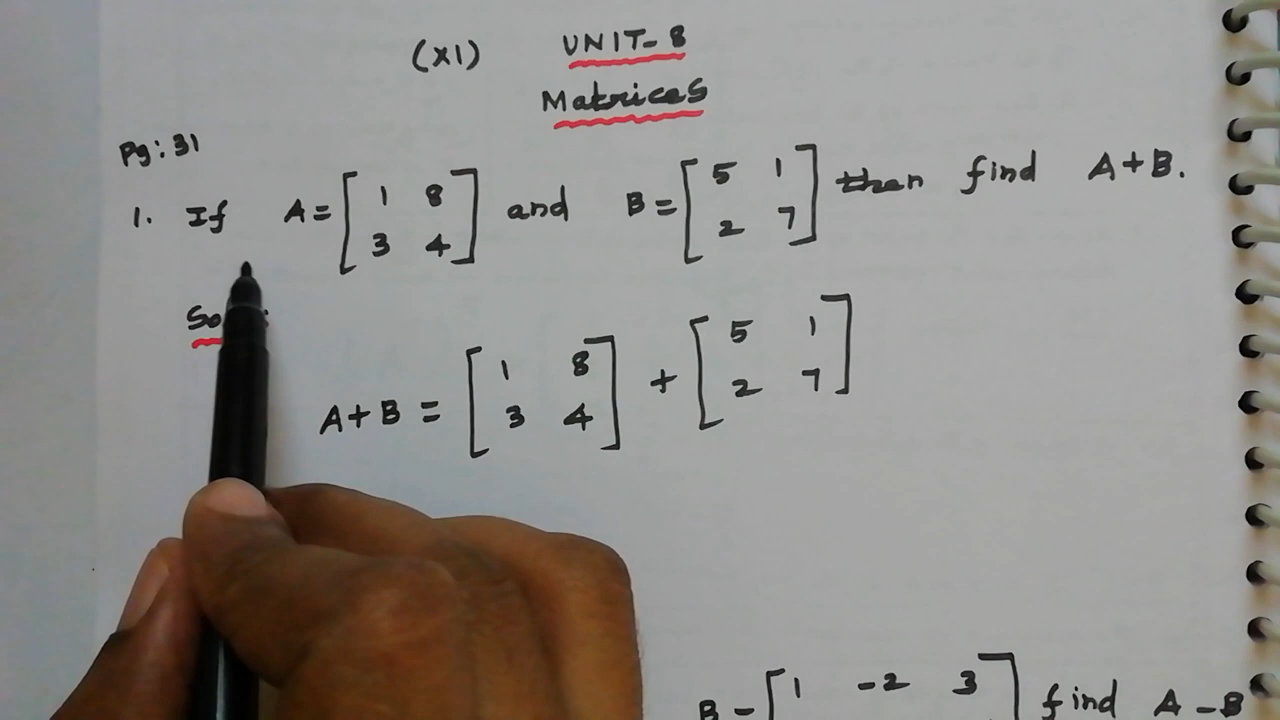 (XI) UNIT-8
Matrices
Pg: 31
1. If A = [ 1 8
3 4 ] and B = [ 5 1
2 7 ] then find A+B.
A+B = [ 1 8
3 4 ] + [ 5 1
2 7 ]
B = [ 1 -2 3 ] find A-B